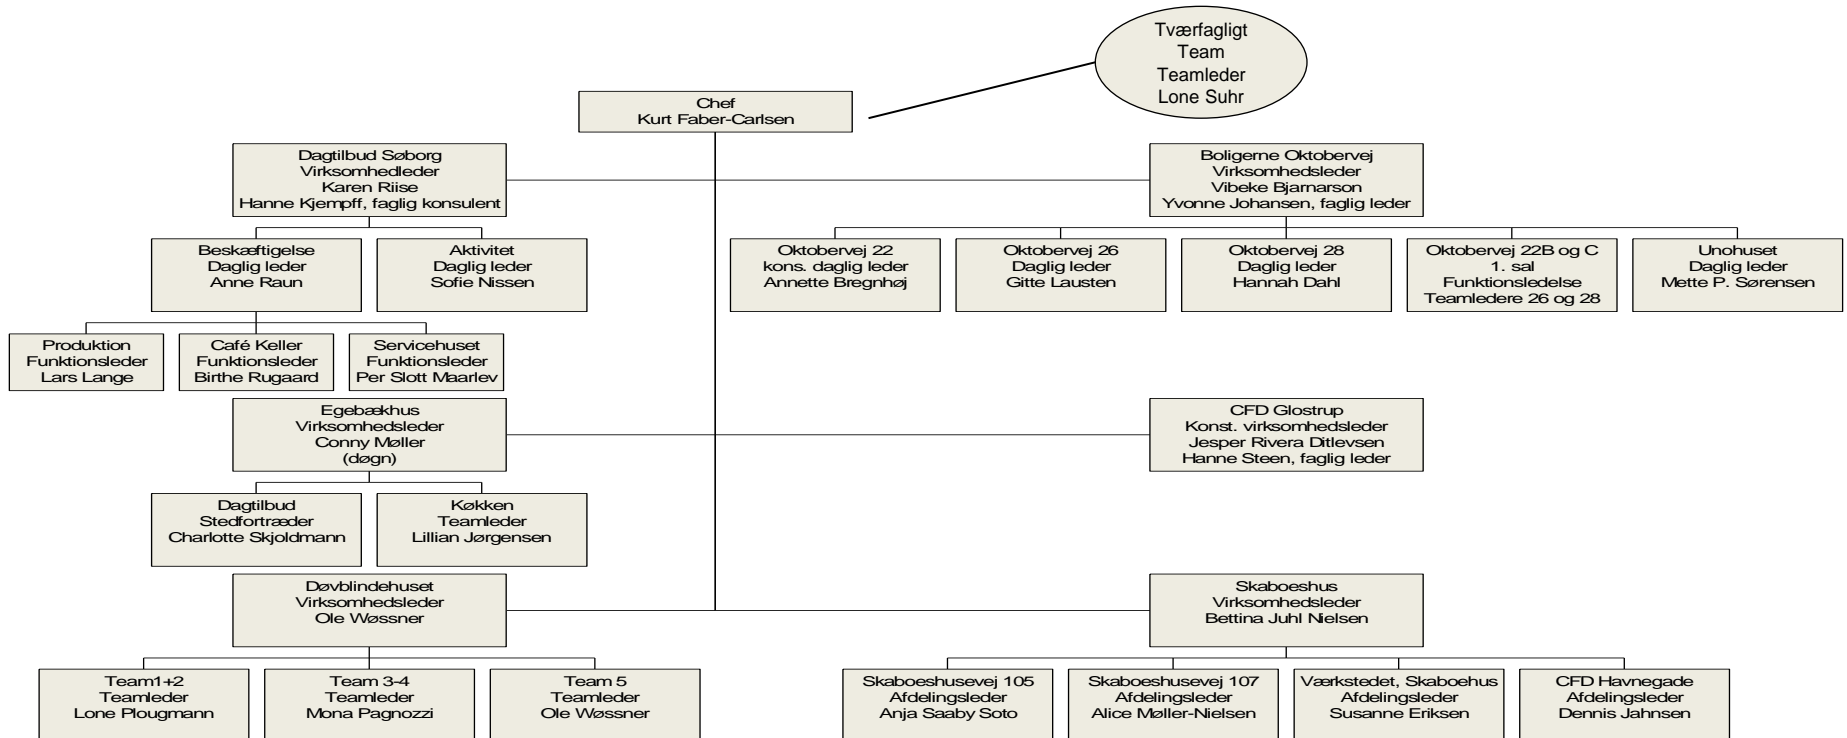 Tværfagligt
Team
Teamleder
Lone Suhr
Chef
Kurt Faber-Carlsen
Dagtilbud Søborg
Virksomhedleder
Karen Riise
Hanne Kjempff, faglig konsulent
Boligerne Oktobervej
Virksomhedsleder
Vibeke Bjarnarson
Yvonne Johansen, faglig leder
Beskæftigelse
Daglig leder
Anne Raun
Aktivitet
Daglig leder
Sofie Nissen
Oktobervej 22
kons. daglig leder
Annette Bregnhøj
Oktobervej 26
Daglig leder
Gitte Lausten
Oktobervej 28
Daglig leder
Hannah Dahl
Oktobervej 22B og C
1. sal
Funktionsledelse
Teamledere 26 og 28
Unohuset
Daglig leder
Mette P. Sørensen
Produktion
Funktionsleder
Lars Lange
Café Keller
Funktionsleder
Birthe Rugaard
Servicehuset
Funktionsleder
Per Slott Maarlev
Egebækhus
Virksomhedsleder
Conny Møller
(døgn)
CFD Glostrup
Konst. virksomhedsleder
Jesper Rivera Ditlevsen
Hanne Steen, faglig leder
Dagtilbud
Stedfortræder
Charlotte Skjoldmann
Køkken
Teamleder
Lillian Jørgensen
Døvblindehuset
Virksomhedsleder
Ole Wøssner
Skaboeshus
Virksomhedsleder
Bettina Juhl Nielsen
Team1+2
Teamleder
Lone Plougmann
Team 3-4
Teamleder
Mona Pagnozzi
Team 5
Teamleder
Ole Wøssner
Skaboeshusevej 105
Afdelingsleder
Anja Saaby Soto
Skaboeshusevej 107
Afdelingsleder
Alice Møller-Nielsen
Værkstedet, Skaboehus
Afdelingsleder
Susanne Eriksen
CFD Havnegade
Afdelingsleder
Dennis Jahnsen